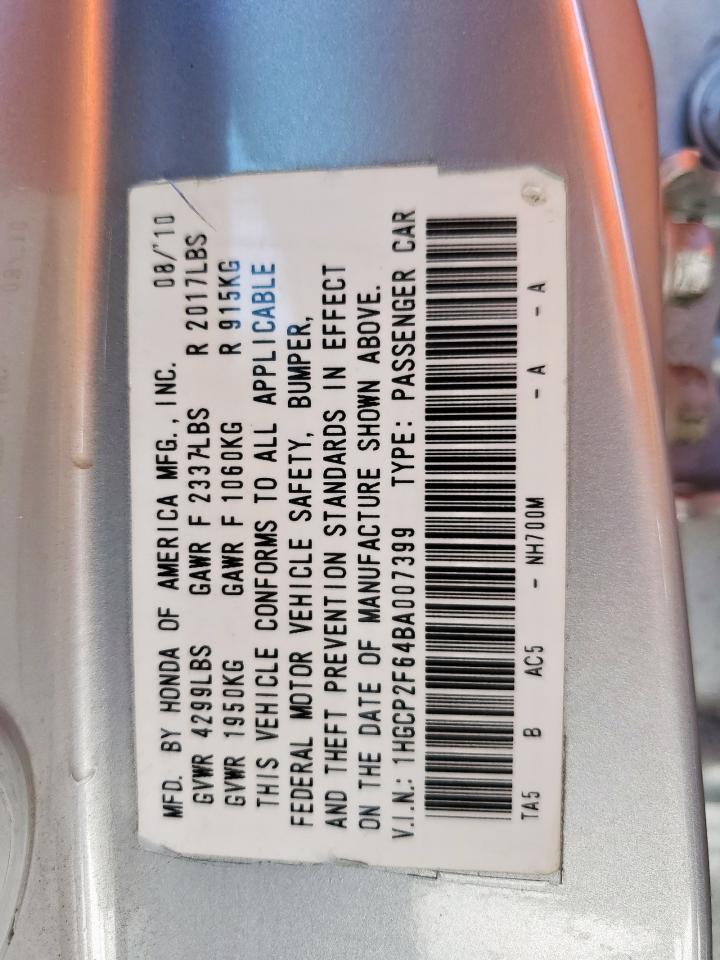 MFD. BY HONDA OF AMERICA MFG., INC. 08/'10
GVWR 4299LBS GAWR F 2337LBS R 2017LBS
GVWR 1950KG GAWR F 1060KG R 915KG
THIS VEHICLE CONFORMS TO ALL APPLICABLE
FEDERAL MOTOR VEHICLE SAFETY, BUMPER,
AND THEFT PREVENTION STANDARDS IN EFFECT
ON THE DATE OF MANUFACTURE SHOWN ABOVE.
V.I.N.: 1HGCP2F64BA007399 TYPE: PASSENGER CAR
TA5 B AC5 - NH700M - A - A